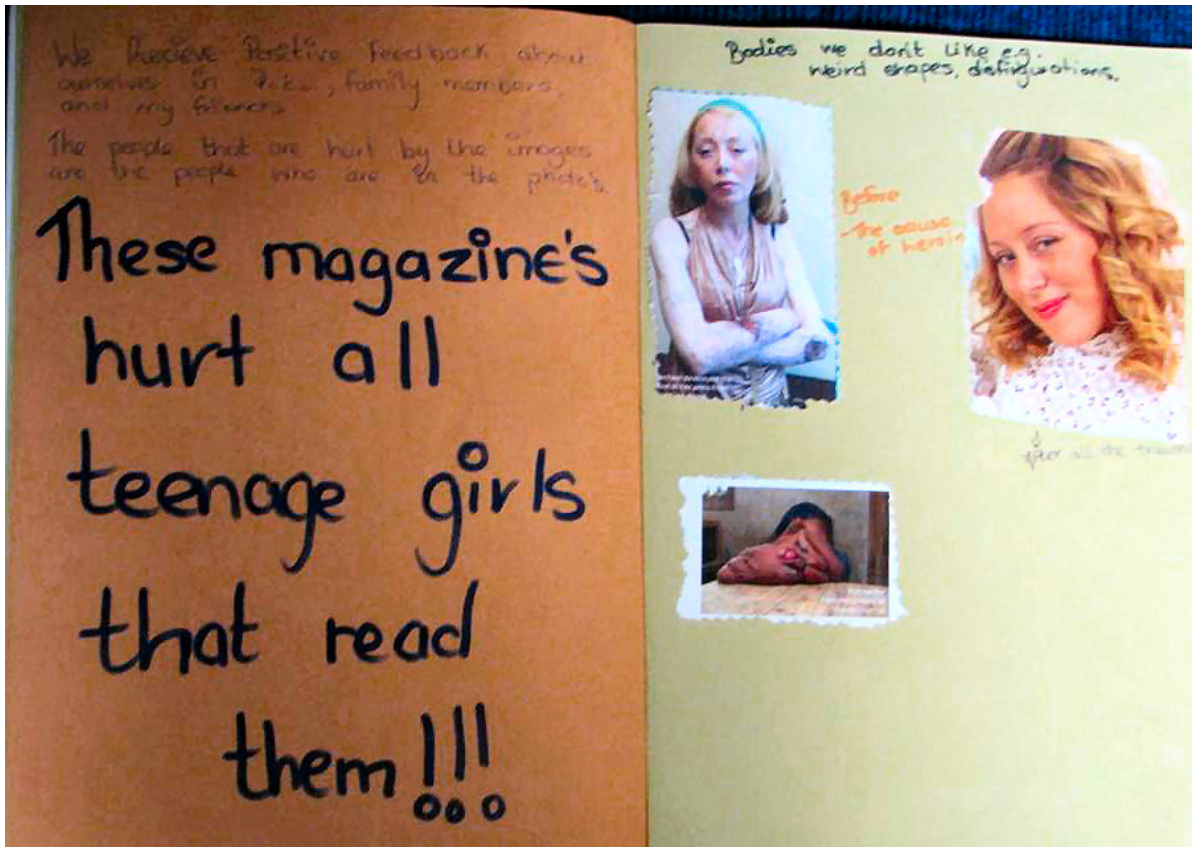 We Recieve Positive feedback about
ourselves in P.E., family members,
and my friends
The people that are hurt by the images
are the people who are in the photo's
These magazine's
hurt all
teenage girls
that read
them!!!
Bodies we don't like e.g.
weird shapes, disfigurations.
Before
- The cause
of heroin
After all the